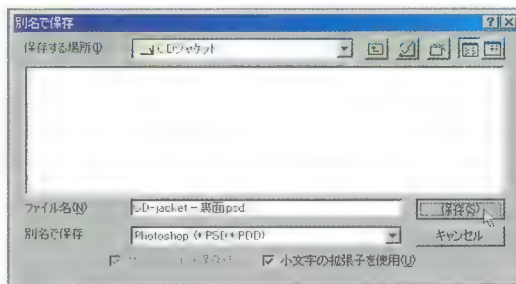 別名で保存
保存する場所(I) CDジャケット
ファイル名(N) CD-jacket-裏面.psd 保存(S)
別名で保存 Photoshop (*.PSD;*.PDD) キャンセル
小文字の拡張子を使用(U)